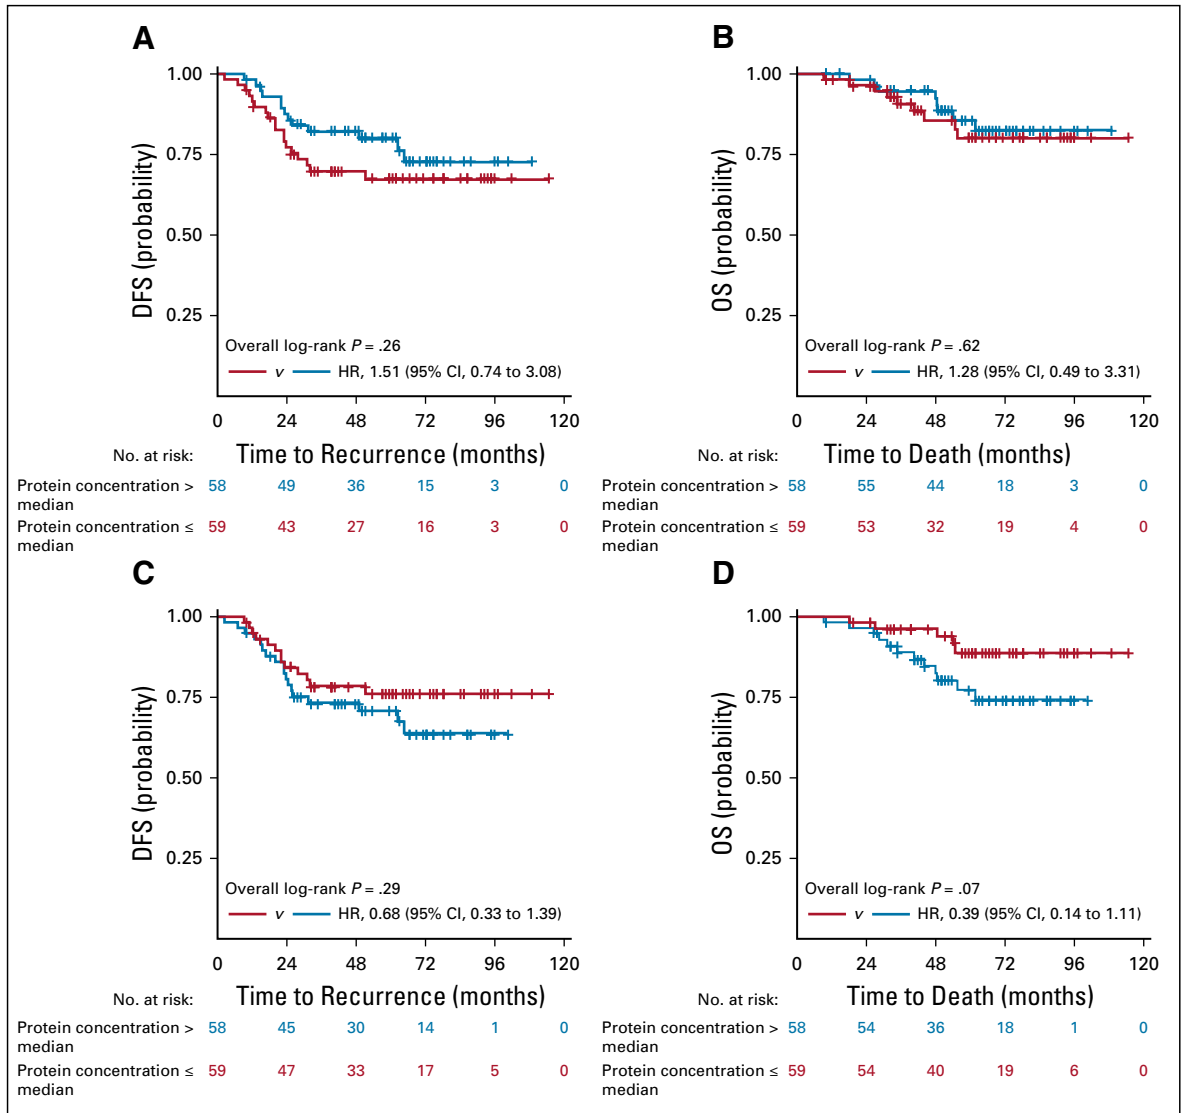 A
1.00
0.75
0.50
0.25
DFS (probability)
Overall log-rank P = .26
v HR, 1.51 (95% CI, 0.74 to 3.08)
0 24 48 72 96 120
No. at risk: Time to Recurrence (months)
Protein concentration > 58 49 36 15 3 0
median
Protein concentration ≤ 59 43 27 16 3 0
median
B
1.00
0.75
0.50
0.25
OS (probability)
Overall log-rank P = .62
v HR, 1.28 (95% CI, 0.49 to 3.31)
0 24 48 72 96 120
No. at risk: Time to Death (months)
Protein concentration > 58 55 44 18 3 0
median
Protein concentration ≤ 59 53 32 19 4 0
median
C
1.00
0.75
0.50
0.25
DFS (probability)
Overall log-rank P = .29
v HR, 0.68 (95% CI, 0.33 to 1.39)
0 24 48 72 96 120
No. at risk: Time to Recurrence (months)
Protein concentration > 58 45 30 14 1 0
median
Protein concentration ≤ 59 47 33 17 5 0
median
D
1.00
0.75
0.50
0.25
OS (probability)
Overall log-rank P = .07
v HR, 0.39 (95% CI, 0.14 to 1.11)
0 24 48 72 96 120
No. at risk: Time to Death (months)
Protein concentration > 58 54 36 18 1 0
median
Protein concentration ≤ 59 54 40 19 6 0
median